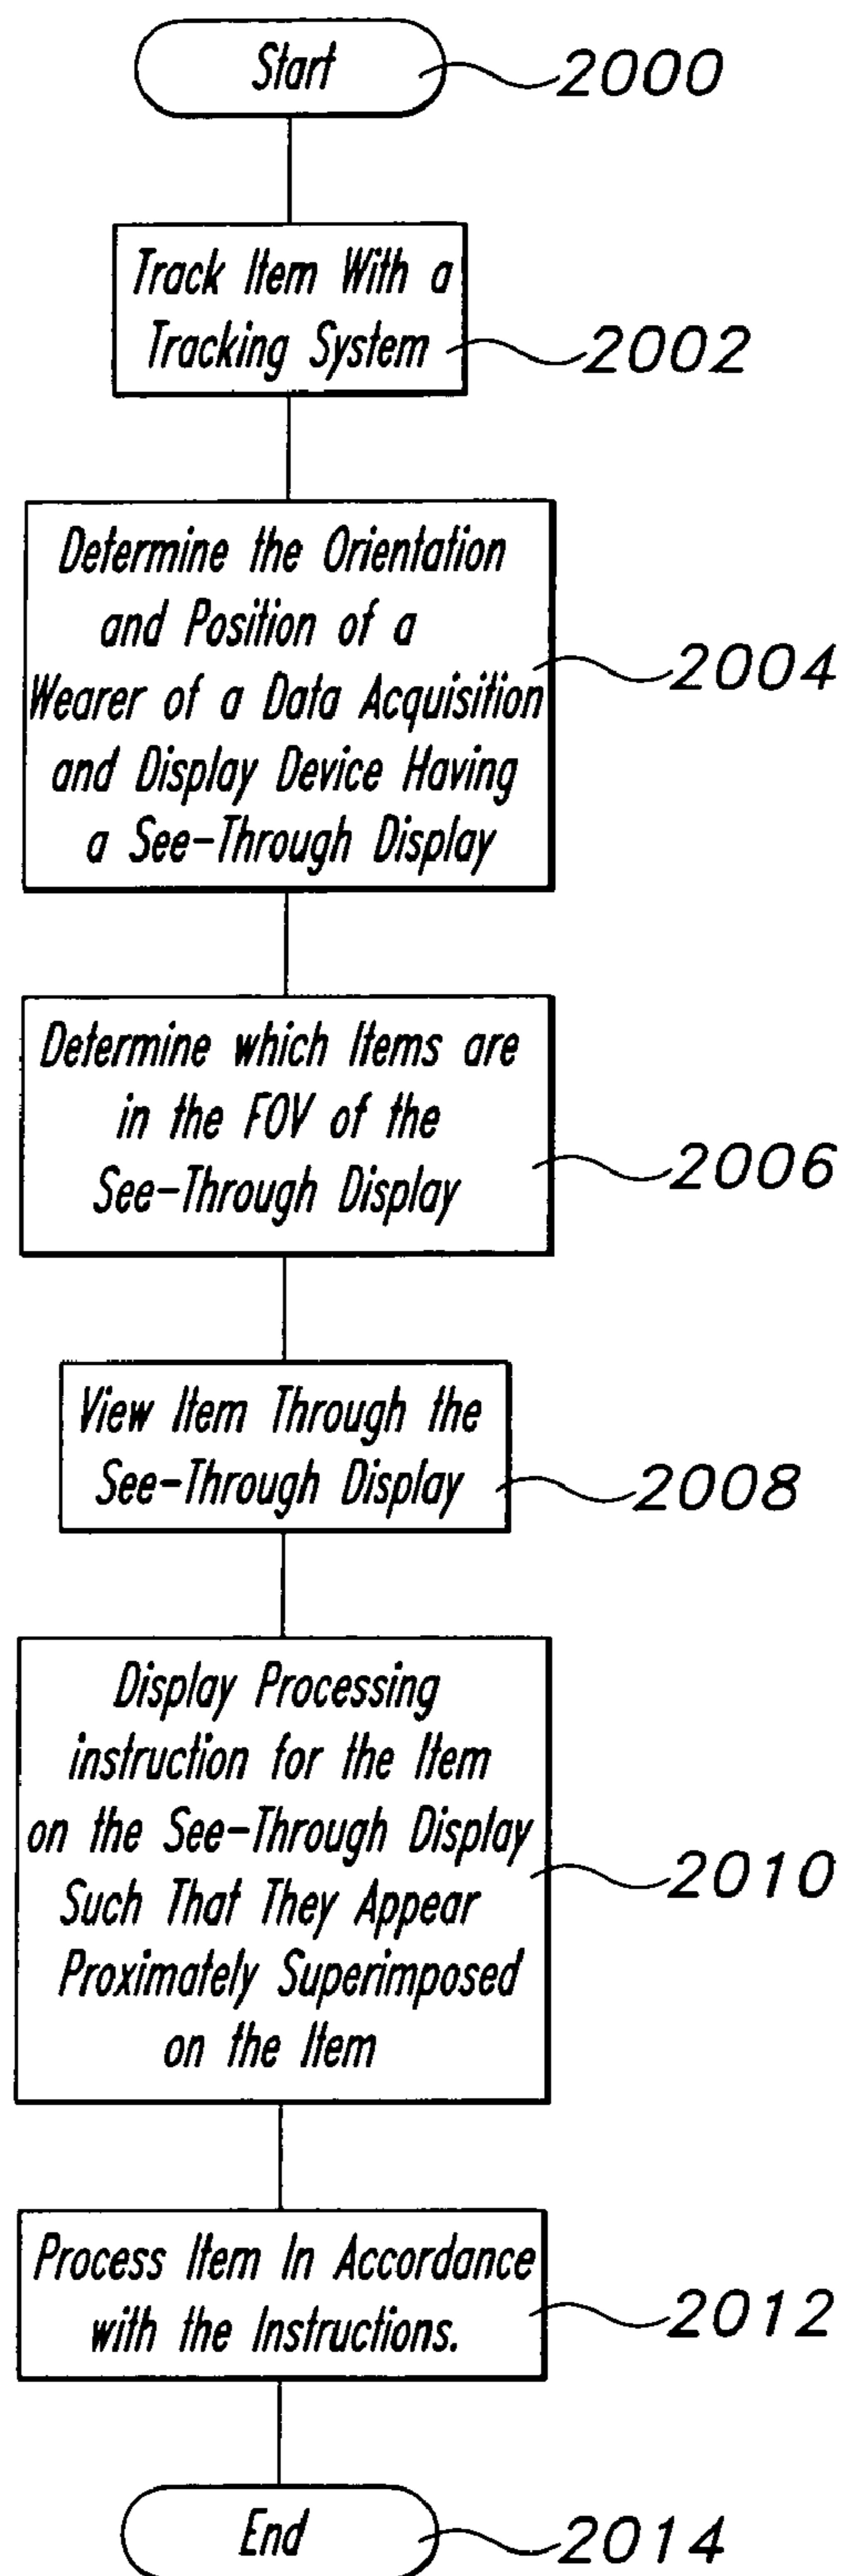 Start
2000
Track Item With a
Tracking System
2002
Determine the Orientation
and Position of a
Wearer of a Data Acquisition
and Display Device Having
a See-Through Display
2004
Determine which Items are
in the FOV of the
See-Through Display
2006
View Item Through the
See-Through Display
2008
Display Processing
instruction for the Item
on the See-Through Display
Such That They Appear
Proximately Superimposed
on the Item
2010
Process Item In Accordance
with the Instructions.
2012
End
2014